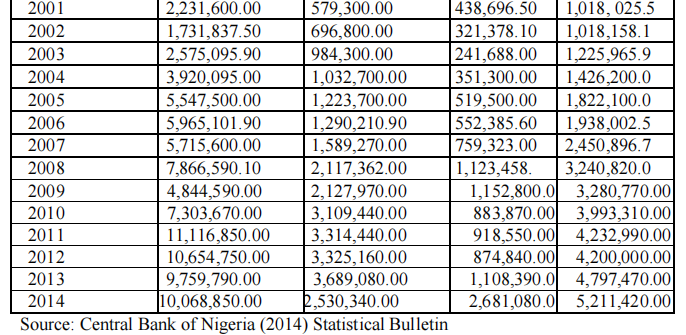 2001 2,231,600.00 579,300.00 438,696.50 1,018, 025.5
2002 1,731,837.50 696,800.00 321,378.10 1,018,158.1
2003 2,575,095.90 984,300.00 241,688.00 1,225,965.9
2004 3,920,095.00 1,032,700.00 351,300.00 1,426,200.0
2005 5,547,500.00 1,223,700.00 519,500.00 1,822,100.0
2006 5,965,101.90 1,290,210.90 552,385.60 1,938,002.5
2007 5,715,600.00 1,589,270.00 759,323.00 2,450,896.7
2008 7,866,590.10 2,117,362.00 1,123,458. 3,240,820.0
2009 4,844,590.00 2,127,970.00 1,152,800.0 3,280,770.00
2010 7,303,670.00 3,109,440.00 883,870.00 3,993,310.00
2011 11,116,850.00 3,314,440.00 918,550.00 4,232,990.00
2012 10,654,750.00 3,325,160.00 874,840.00 4,200,000.00
2013 9,759,790.00 3,689,080.00 1,108,390.0 4,797,470.00
2014 10,068,850.00 2,530,340.00 2,681,080.0 5,211,420.00
Source: Central Bank of Nigeria (2014) Statistical Bulletin